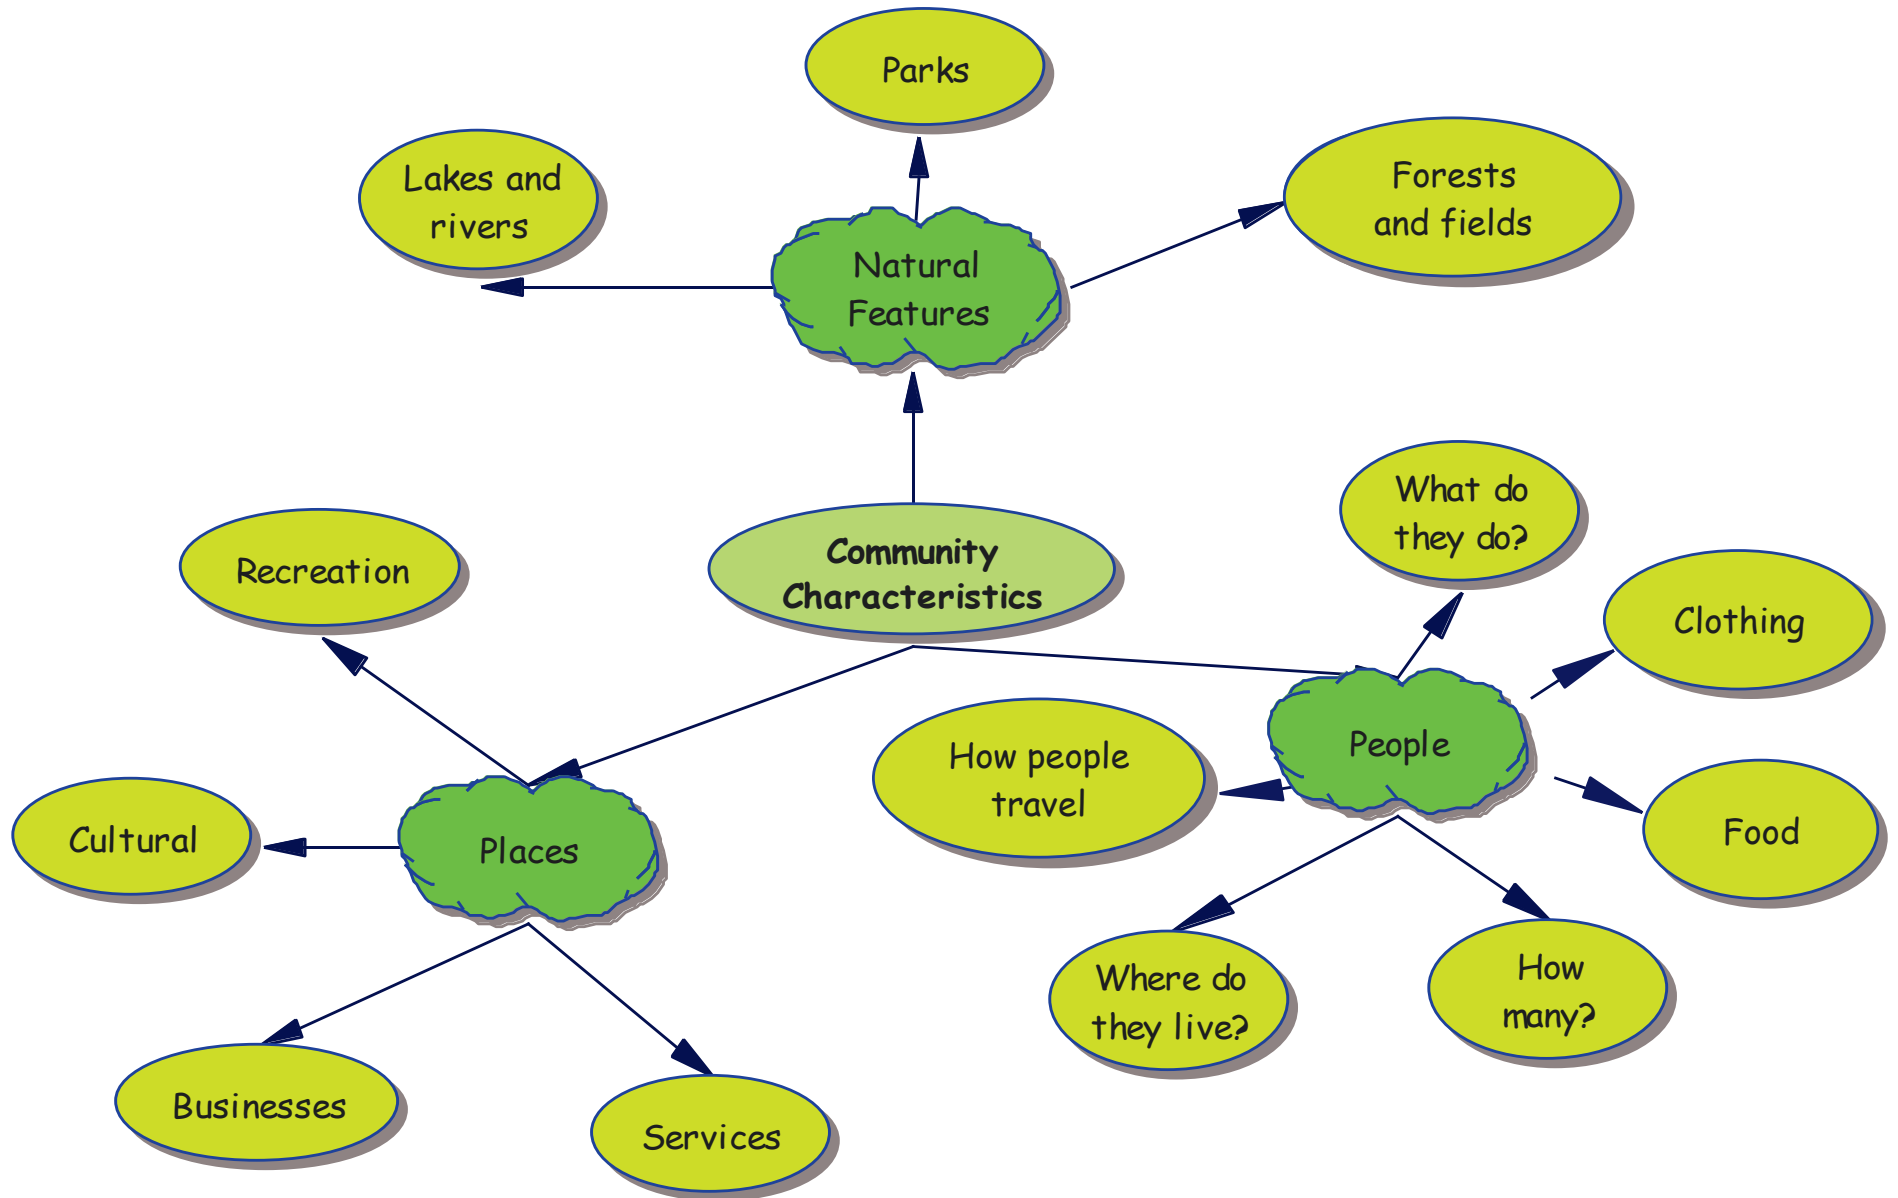 Parks
Lakes and
rivers
Forests
and fields
Natural
Features
What do
they do?
Recreation
Community
Characteristics
Clothing
How people
travel
People
Cultural
Places
Food
Where do
they live?
How
many?
Businesses
Services